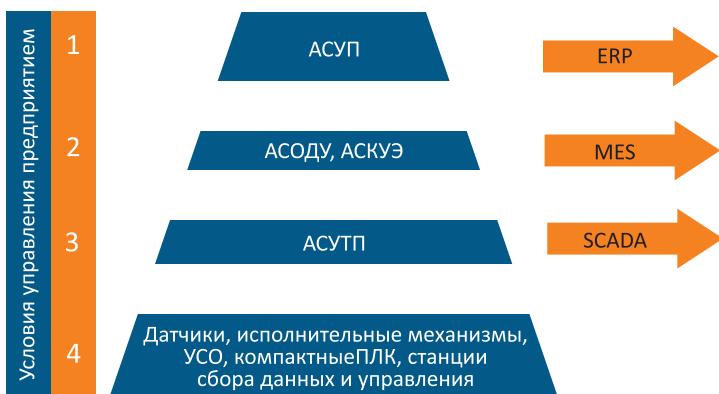 Условия управления предприятием
1
АСУП
ERP
2
АСОДУ, АСКУЭ
MES
3
АСУТП
SCADA
4
Датчики, исполнительные механизмы,
УСО, компактныеПЛК, станции
сбора данных и управления